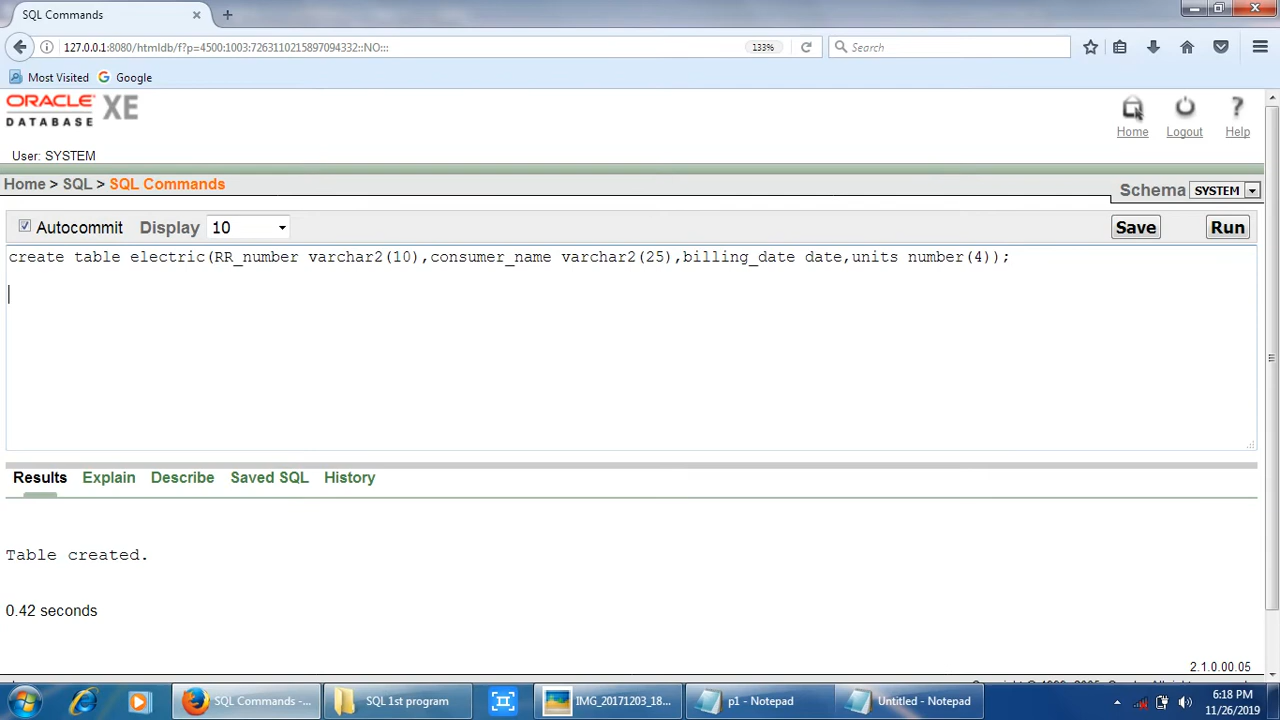 SQL Commands
127.0.0.1:8080/htmldb/f?p=4500:1003:7263110215897094332::NO:::
133%
Search
Most Visited
Google
ORACLE XE
DATABASE
Home
Logout
Help
User: SYSTEM
Home > SQL > SQL Commands
Schema SYSTEM
Autocommit Display 10
Save
Run
create table electric(RR_number varchar2(10),consumer_name varchar2(25),billing_date date,units number(4));
Results Explain Describe Saved SQL History
Table created.
0.42 seconds
2.1.0.00.05
SQL Commands -...
SQL 1st program
IMG_20171203_18...
p1 - Notepad
Untitled - Notepad
6:18 PM
11/26/2019